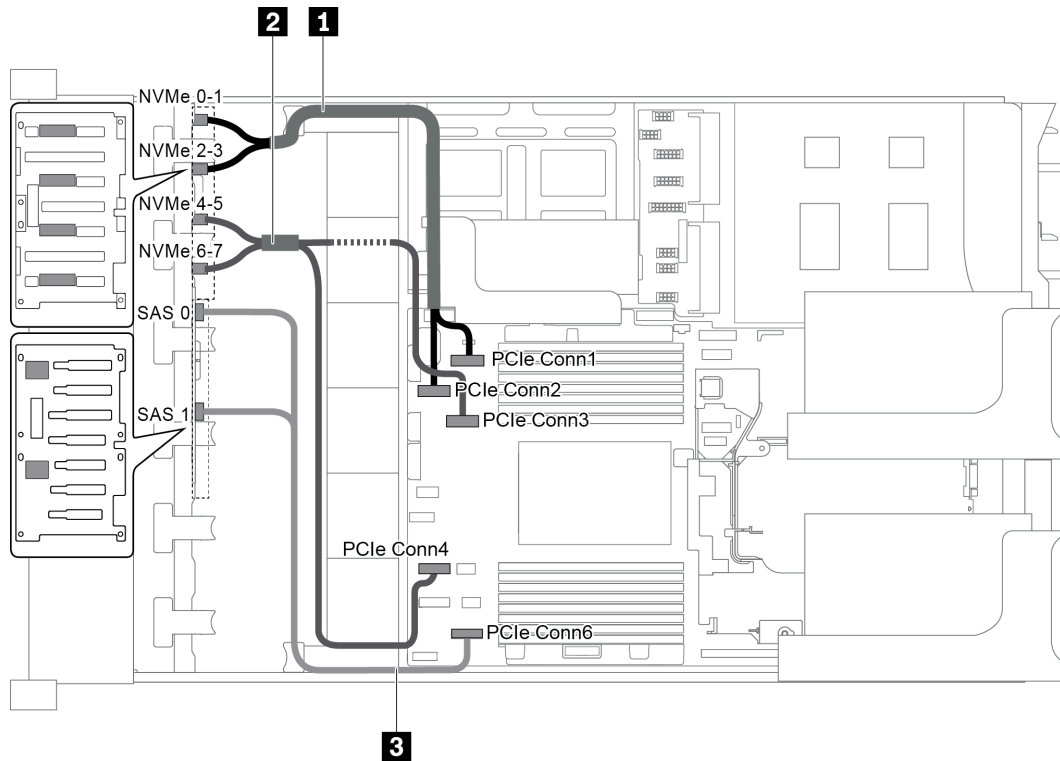 2 1
NVMe 0-1
NVMe 2-3
NVMe 4-5
NVMe 6-7
SAS 0
PCIe Conn1
PCIe Conn2
SAS 1
PCIe Conn3
PCIe Conn4
PCIe Conn6
3